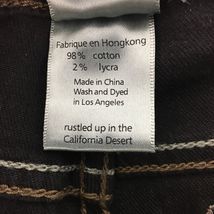 Fabrique en Hongkong
98% cotton
2% lycra
Made in China
Wash and Dyed
in Los Angeles
rustled up in the
California Desert